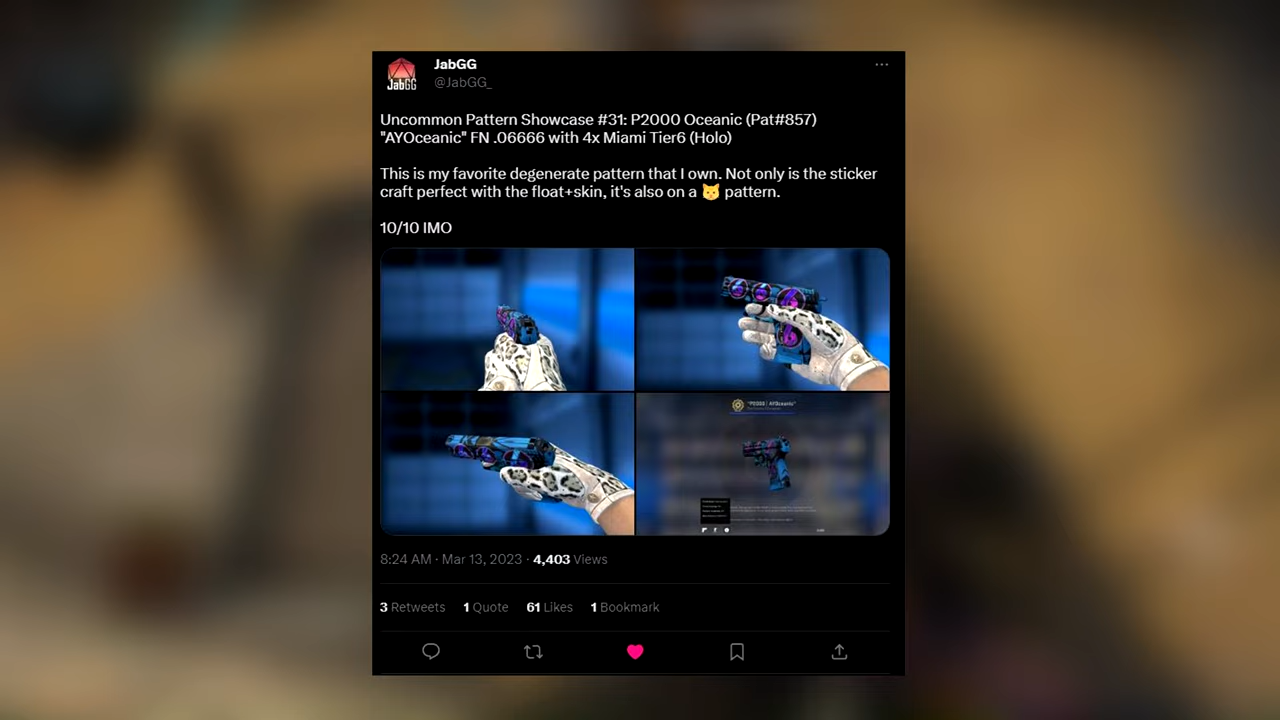 JabGG
@JabGG_
JabGG
Uncommon Pattern Showcase #31: P2000 Oceanic (Pat#857)
"AYOceanic" FN .06666 with 4x Miami Tier6 (Holo)
This is my favorite degenerate pattern that I own. Not only is the sticker
craft perfect with the float+skin, it's also on a 🐱 pattern.
10/10 IMO
"P2000 | AYOceanic"
8:24 AM · Mar 13, 2023 · 4,403 Views
3 Retweets 1 Quote 61 Likes 1 Bookmark